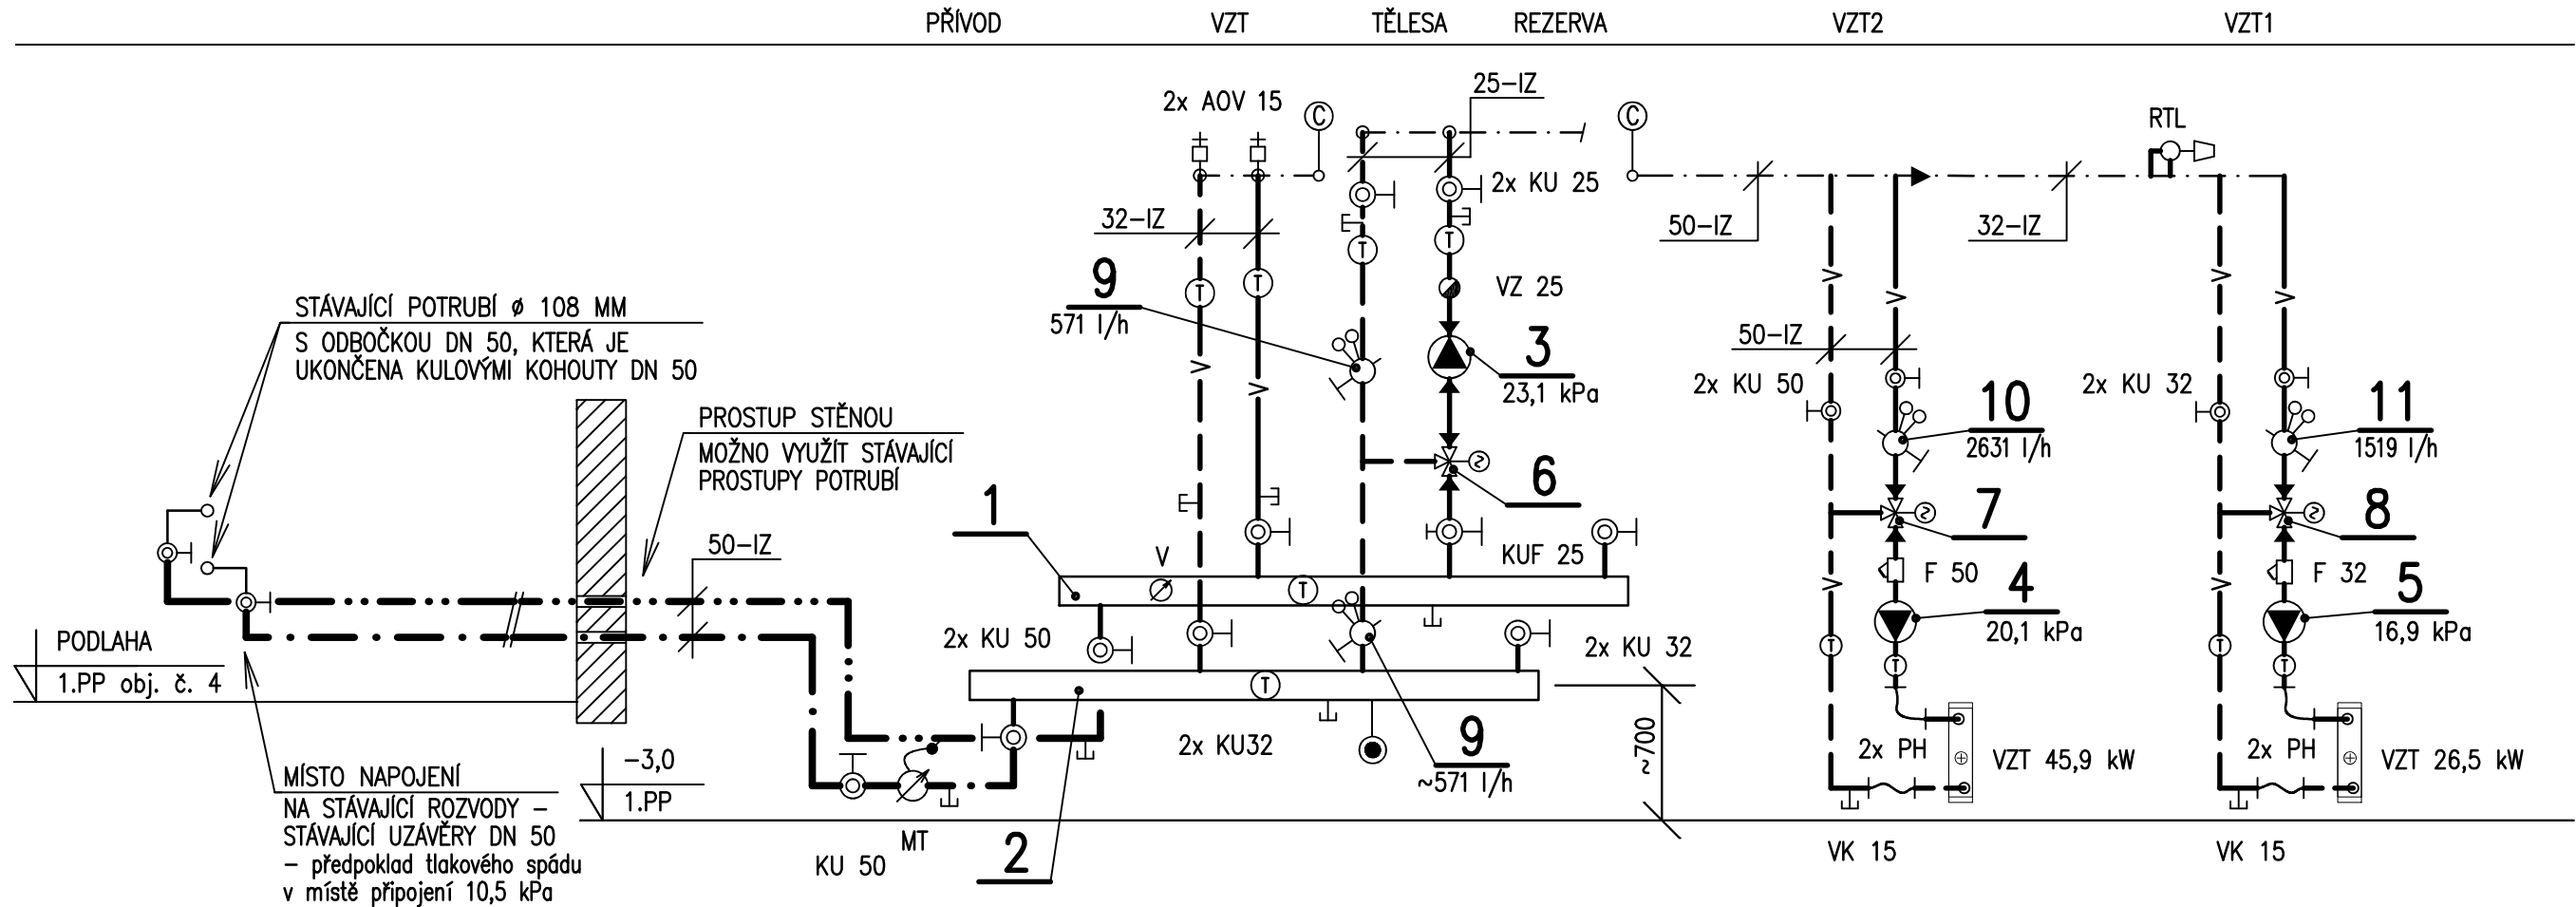 PŘÍVOD
VZT
TĚLESA
REZERVA
VZT2
VZT1
2x AOV 15
C
25-IZ
C
RTL
2x KU 25
32-IZ
50-IZ
32-IZ
T
T
T
T
9
571 l/h
VZ 25
STÁVAJÍCÍ POTRUBÍ ø 108 MM
S ODBOČKOU DN 50, KTERÁ JE
UKONČENA KULOVÝMI KOHOUTY DN 50
3
23,1 kPa
50-IZ
2x KU 50
2x KU 32
PROSTUP STĚNOU
MOŽNO VYUŽÍT STÁVAJÍCÍ
PROSTUPY POTRUBÍ
10
2631 l/h
11
1519 l/h
1
6
7
8
50-IZ
V
KUF 25
T
F 50
F 32
4
20,1 kPa
5
16,9 kPa
PODLAHA
1.PP obj. č. 4
2x KU 50
2x KU 32
T
T
T
T
T
2x KU32
9
~571 l/h
~700
2x PH
VZT 45,9 kW
2x PH
VZT 26,5 kW
-3,0
1.PP
MÍSTO NAPOJENÍ
NA STÁVAJÍCÍ ROZVODY -
STÁVAJÍCÍ UZÁVĚRY DN 50
- předpoklad tlakového spádu
v místě připojení 10,5 kPa
MT
KU 50
2
VK 15
VK 15